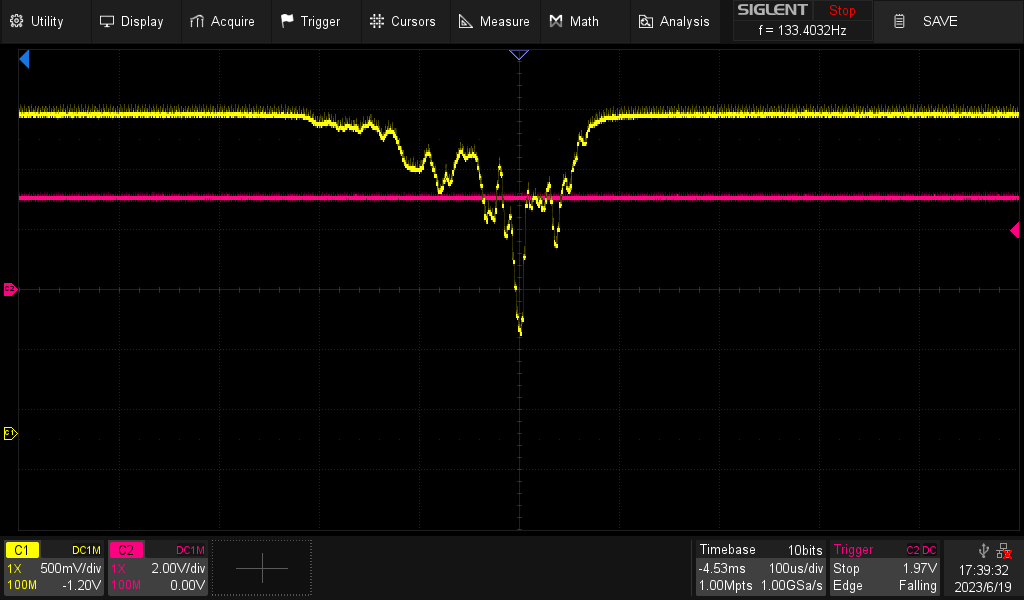 Utility Display Acquire Trigger Cursors Measure Math Analysis SIGLENT Stop SAVE
f = 133.4032Hz
C2
C1
C1 DC1M C2 DC1M Timebase 10bits Trigger C2 DC
1X 500mV/div 1X 2.00V/div -4.53ms 100us/div Stop 1.97V 17:39:32
100M -1.20V 100M 0.00V 1.00Mpts 1.00GSa/s Edge Falling 2023/6/19